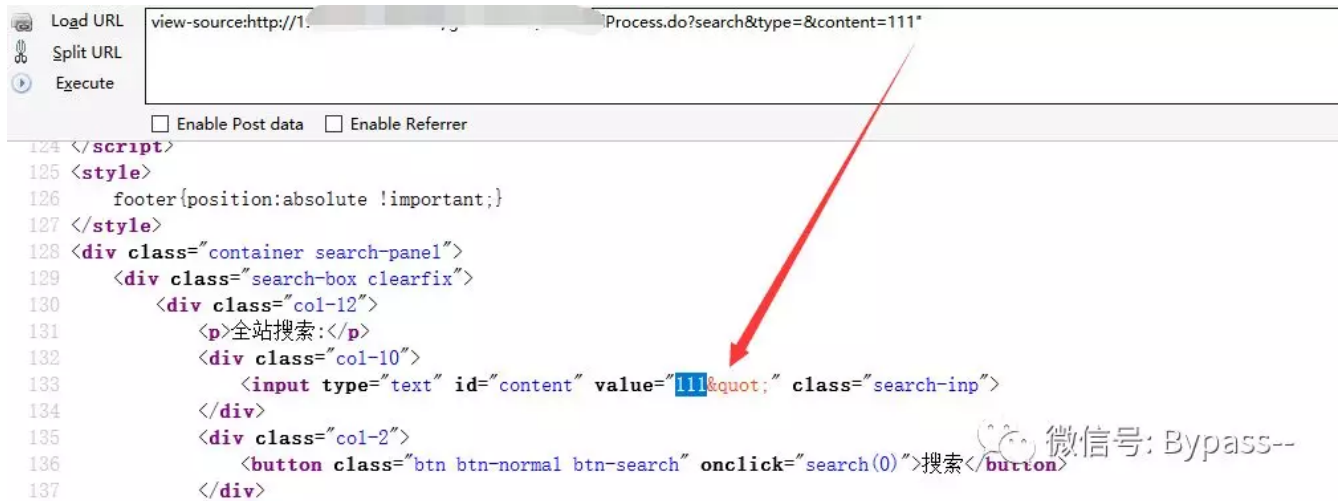 Load URL
view-source:http://19 Process.do?search&type=&content=111"
Split URL
Execute
Enable Post data Enable Referrer
124 </script>
125 <style>
126 footer{position:absolute !important;}
127 </style>
128 <div class="container search-panel">
129 <div class="search-box clearfix">
130 <div class="col-12">
131 <p>全站搜索:</p>
132 <div class="col-10">
133 <input type="text" id="content" value="111&quot;" class="search-inp">
134 </div>
135 <div class="col-2">
136 <button class="btn btn-normal btn-search" onclick="search(0)">搜索</button>
137 </div>
微信号: Bypass--